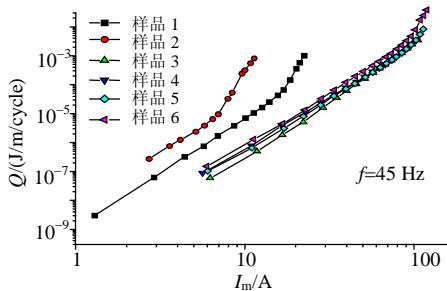 样品 1
样品 2
样品 3
样品 4
样品 5
样品 6
Q/(J/m/cycle)
10⁻³
10⁻⁵
10⁻⁷
10⁻⁹
f=45 Hz
1 10 100
I_m/A